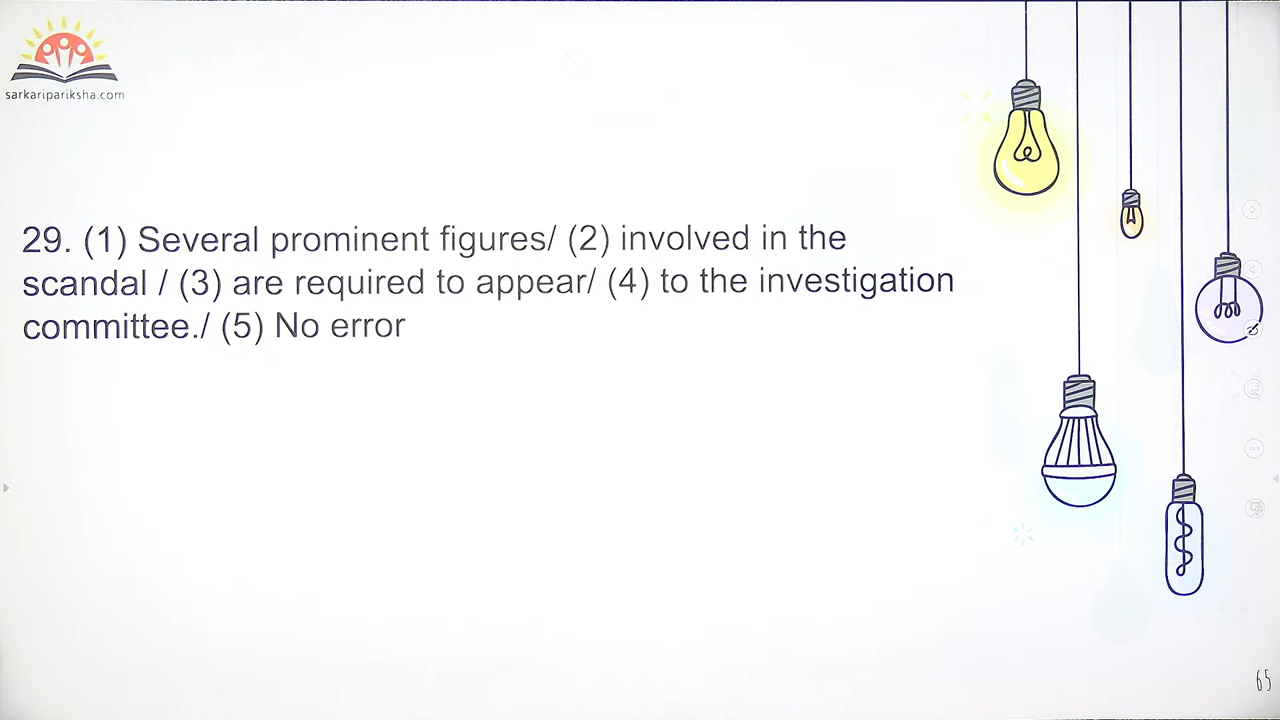 sarkaripariksha.com
29. (1) Several prominent figures/ (2) involved in the
scandal / (3) are required to appear/ (4) to the investigation
committee./ (5) No error
65